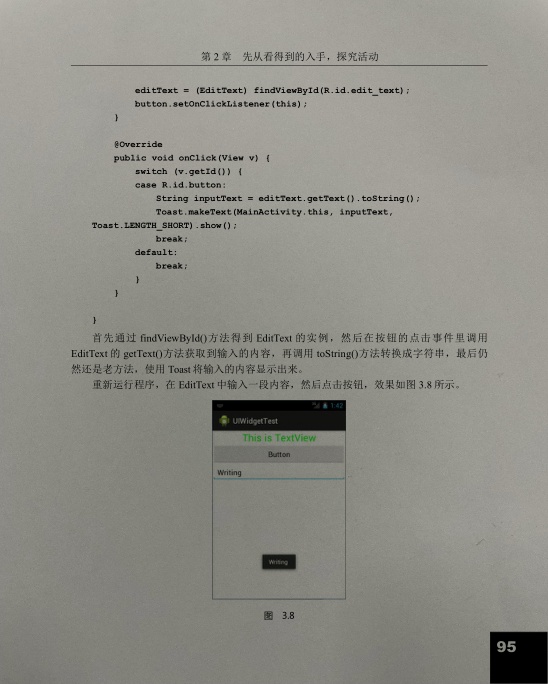 第 2 章 先从看得到的入手，探究活动
editText = (EditText) findViewById(R.id.edit_text);
button.setOnClickListener(this);
}
@Override
public void onClick(View v) {
switch (v.getId()) {
case R.id.button:
String inputText = editText.getText().toString();
Toast.makeText(MainActivity.this, inputText,
Toast.LENGTH_SHORT).show();
break;
default:
break;
}
}
}
首先通过 findViewById()方法得到 EditText 的实例，然后在按钮的点击事件里调用
EditText 的 getText()方法获取到输入的内容，再调用 toString()方法转换成字符串，最后仍
然还是老方法，使用 Toast 将输入的内容显示出来。
重新运行程序，在 EditText 中输入一段内容，然后点击按钮，效果如图 3.8 所示。
1:43
UIWidgetTest
This is TextView
Button
Writing
Writing
图 3.8
95